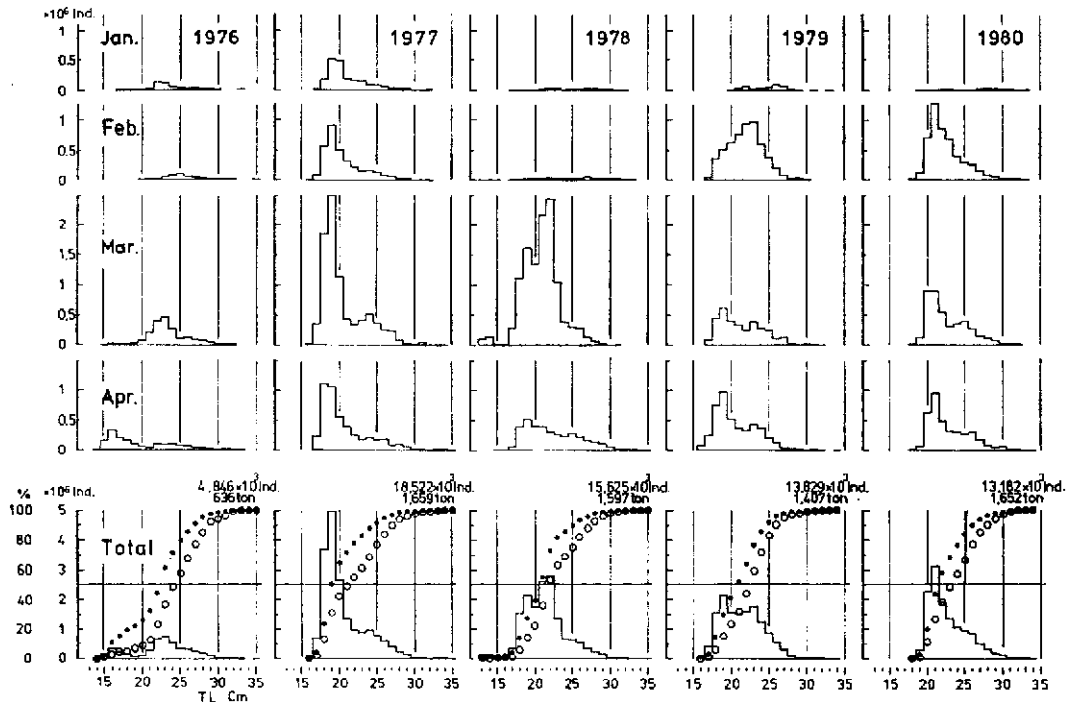 ×10⁶ Ind.
1 Jan. 1976 1977 1978 1979 1980
0.5
0
1 Feb.
0.5
0
2.5
2
1.5 Mar.
1
0.5
0
1 Apr.
0.5
0
% ×10⁶ Ind. 4,846×10³ Ind. 18,522×10³ Ind. 15,625×10³ Ind. 13,829×10³ Ind. 13,182×10³ Ind.
636 ton 1,659 ton 1,597 ton 1,407 ton 1,652 ton
100 5
80 4 Total
60 3
40 2
20 1
0 0
15 20 25 30 35 15 20 25 30 35 15 20 25 30 35 15 20 25 30 35 15 20 25 30 35
TL Cm